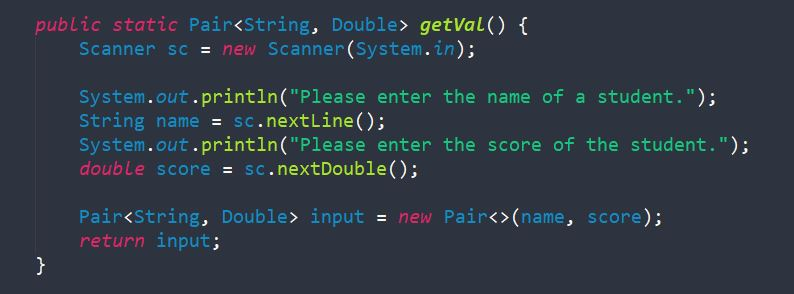 public static Pair<String, Double> getVal() {
Scanner sc = new Scanner(System.in);
System.out.println("Please enter the name of a student.");
String name = sc.nextLine();
System.out.println("Please enter the score of the student.");
double score = sc.nextDouble();
Pair<String, Double> input = new Pair<>(name, score);
return input;
}